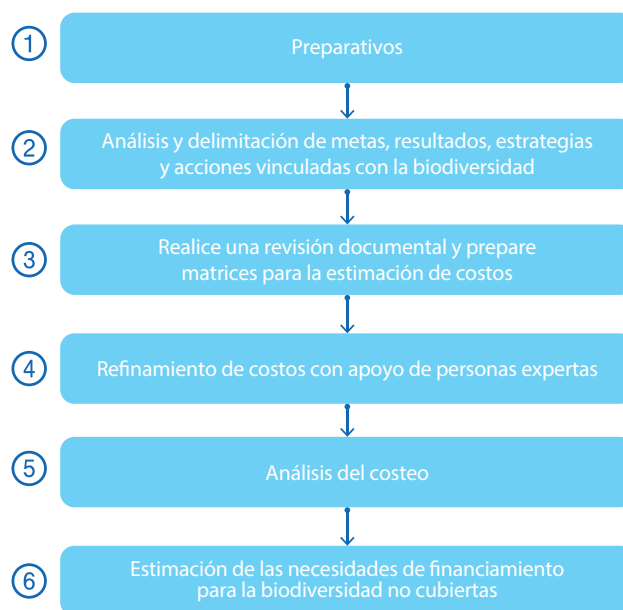 1
Preparativos
2
Análisis y delimitación de metas, resultados, estrategias
y acciones vinculadas con la biodiversidad
3
Realice una revisión documental y prepare
matrices para la estimación de costos
4
Refinamiento de costos con apoyo de personas expertas
5
Análisis del costeo
6
Estimación de las necesidades de financiamiento
para la biodiversidad no cubiertas